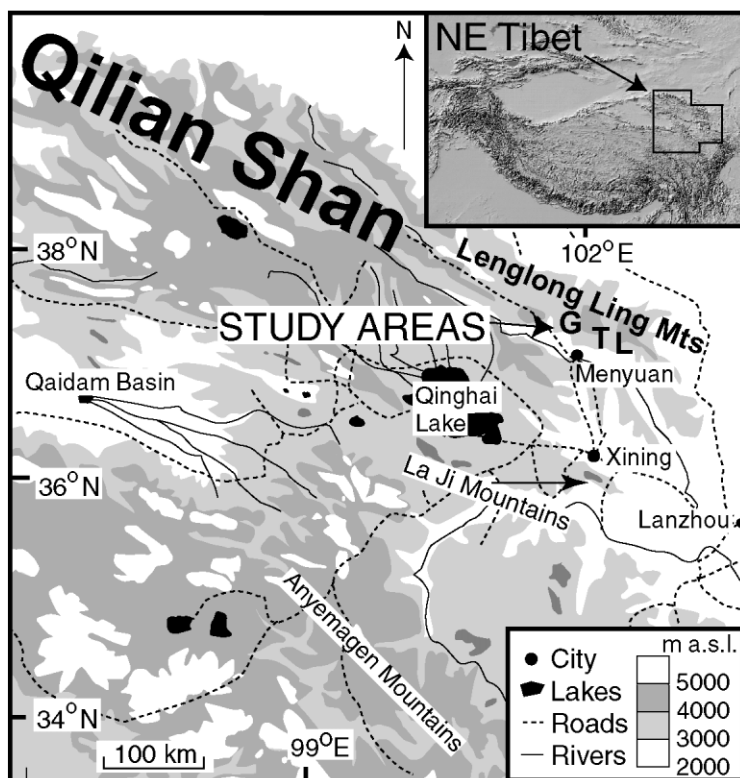 Qilian Shan
N
NE Tibet
38°N
102°E
Lenglong Ling Mts
STUDY AREAS
G
T L
Menyuan
Qaidam Basin
Qinghai
Lake
Xining
36°N
La Ji Mountains
Lanzhou
Anyemagen Mountains
34°N
100 km
99°E
City
Lakes
Roads
Rivers
m a.s.l.
5000
4000
3000
2000